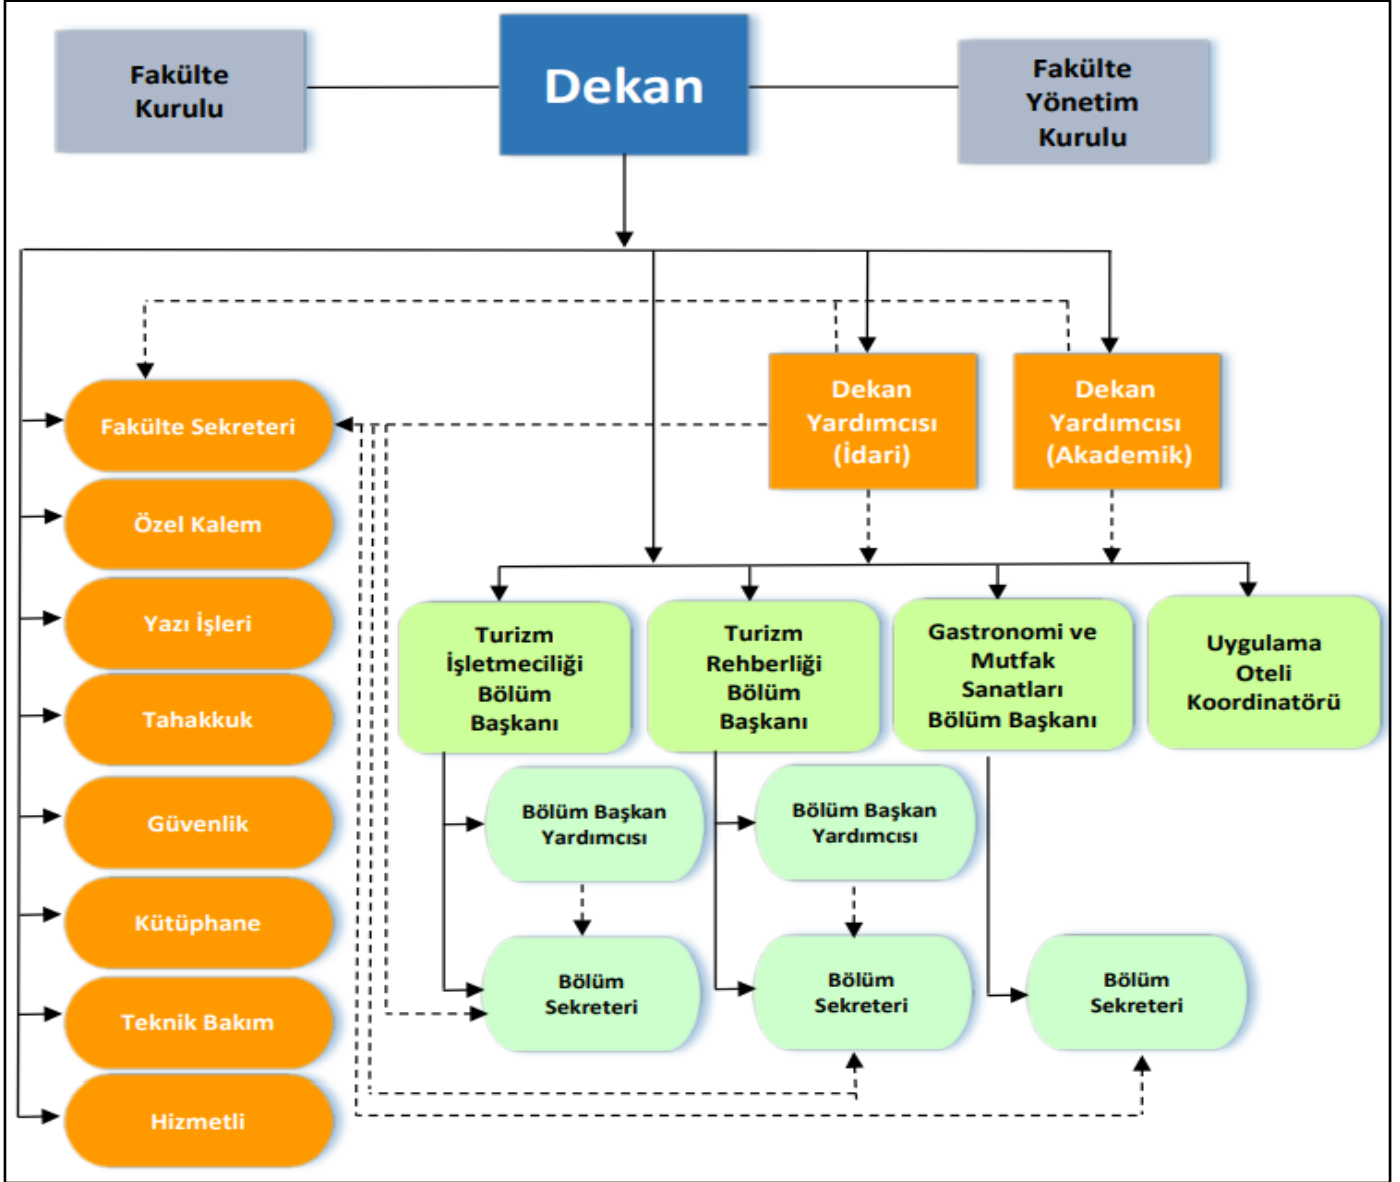 Fakülte
Kurulu
Dekan
Fakülte
Yönetim
Kurulu
Dekan
Yardımcısı
(İdari)
Dekan
Yardımcısı
(Akademik)
Fakülte Sekreteri
Özel Kalem
Yazı İşleri
Tahakkuk
Güvenlik
Kütüphane
Teknik Bakım
Hizmetli
Turizm
İşletmeciliği
Bölüm
Başkanı
Turizm
Rehberliği
Bölüm
Başkanı
Gastronomi ve
Mutfak
Sanatları
Bölüm Başkanı
Uygulama
Oteli
Koordinatörü
Bölüm Başkan
Yardımcısı
Bölüm Başkan
Yardımcısı
Bölüm
Sekreteri
Bölüm
Sekreteri
Bölüm
Sekreteri